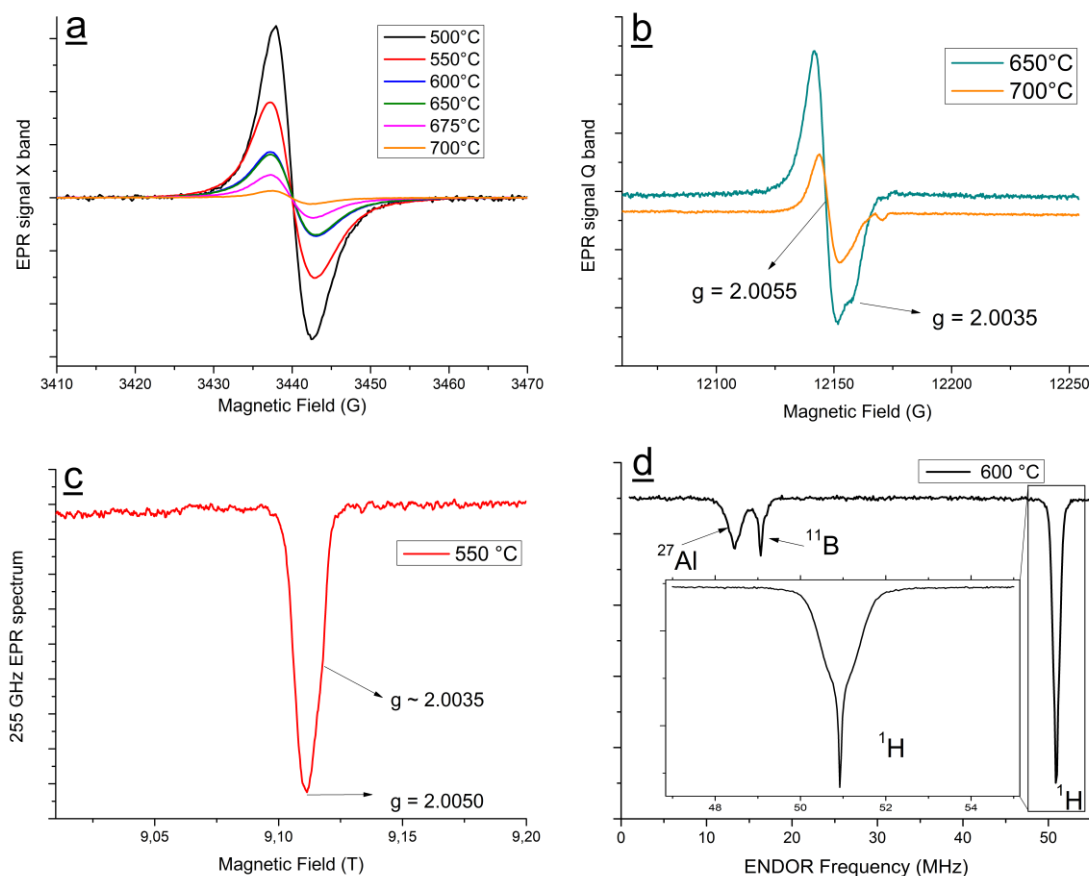 a
500°C
550°C
600°C
650°C
675°C
700°C
EPR signal X band
3410 3420 3430 3440 3450 3460 3470
Magnetic Field (G)
b
650°C
700°C
EPR signal Q band
g = 2.0055
g = 2.0035
12100 12150 12200 12250
Magnetic Field (G)
c
550 °C
255 GHz EPR spectrum
g ~ 2.0035
g = 2.0050
9,05 9,10 9,15 9,20
Magnetic Field (T)
d
600 °C
27Al
11B
1H
1H
48 50 52 54
0 10 20 30 40 50
ENDOR Frequency (MHz)